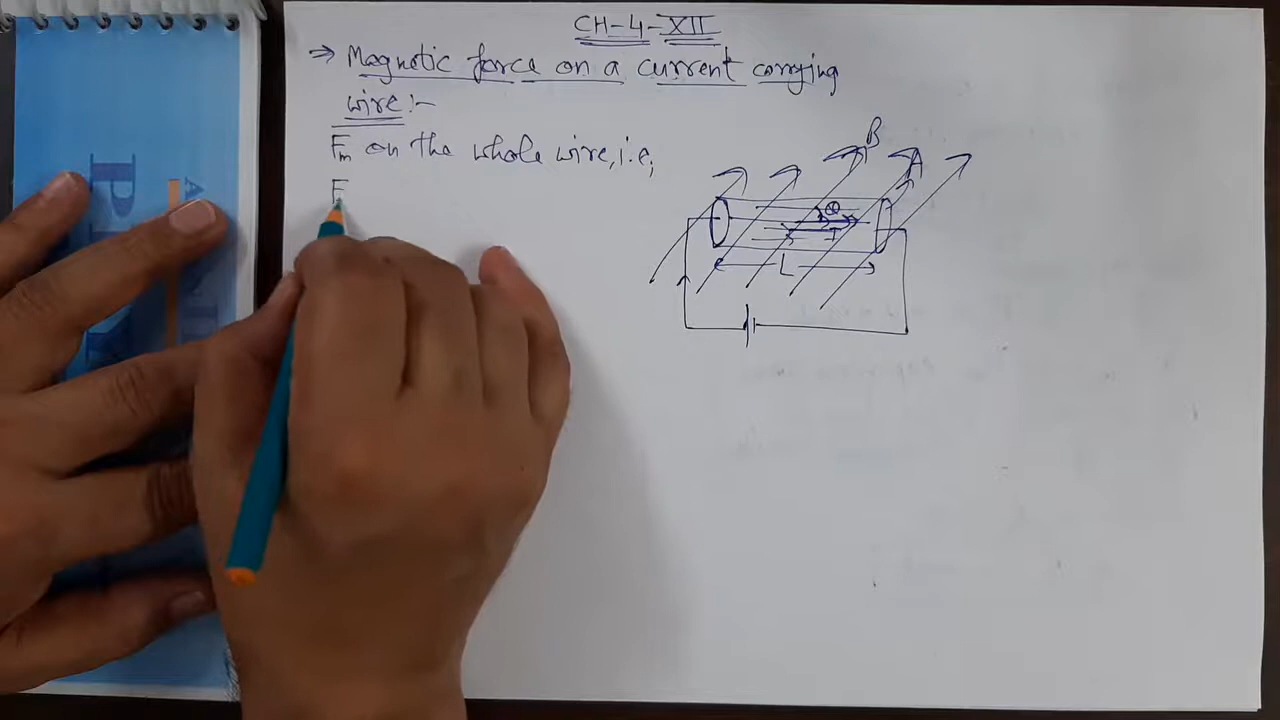 CH-4-XII
⇒ Magnetic force on a current carrying
wire:-
Fm on the whole wire, i.e,
F
B
A
θ
I
L